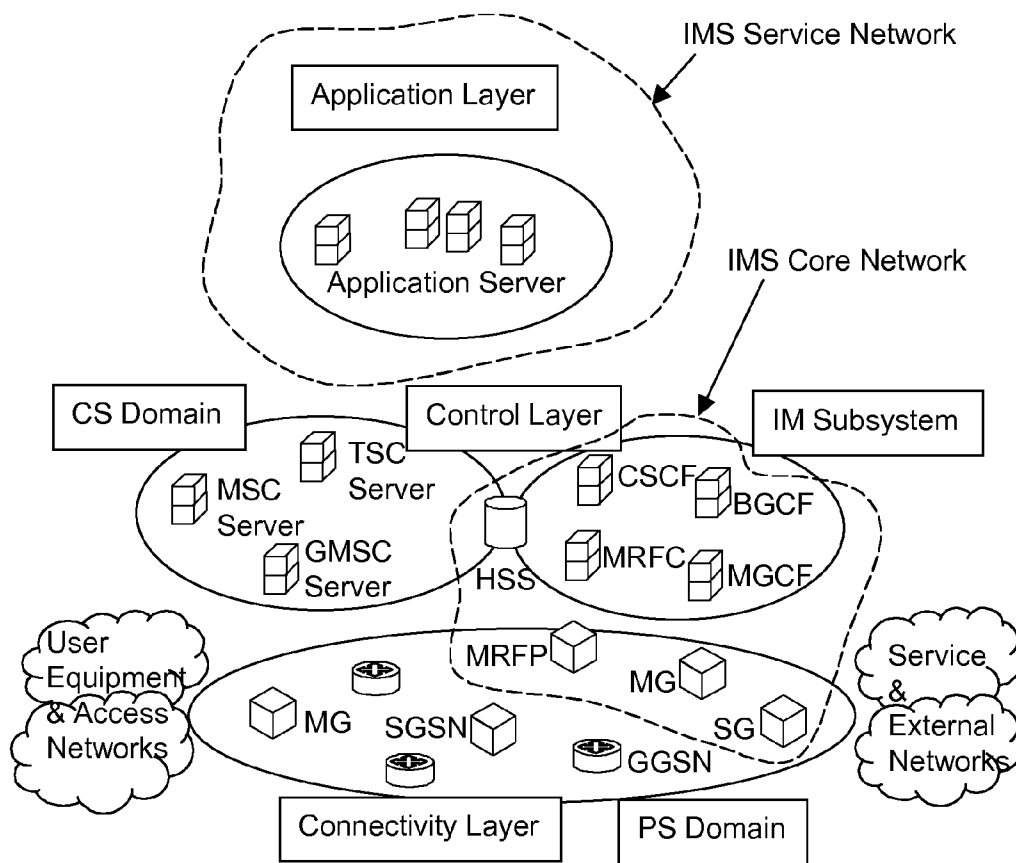 IMS Service Network
Application Layer
Application Server
IMS Core Network
CS Domain
Control Layer
IM Subsystem
TSC
Server
MSC
Server
GMSC
Server
HSS
CSCF
BGCF
MRFC
MGCF
User
Equipment
& Access
Networks
MRFP
MG
SG
MG
SGSN
GGSN
Service
&
External
Networks
Connectivity Layer
PS Domain